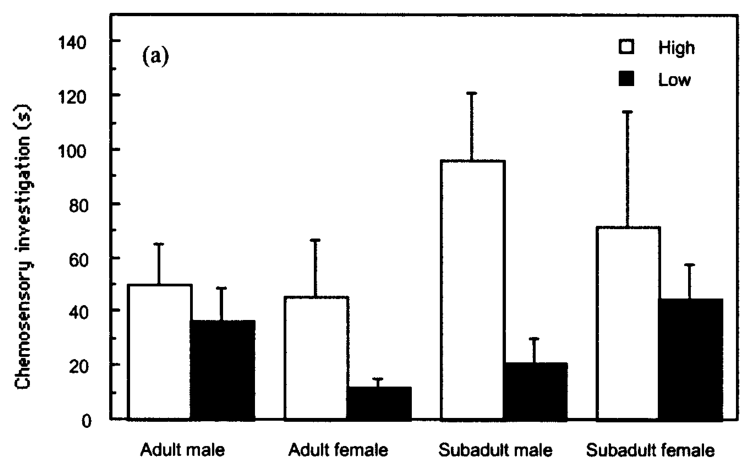 (a)
High
Low
Chemosensory investigation (s)
140
120
100
80
60
40
20
0
Adult male
Adult female
Subadult male
Subadult female